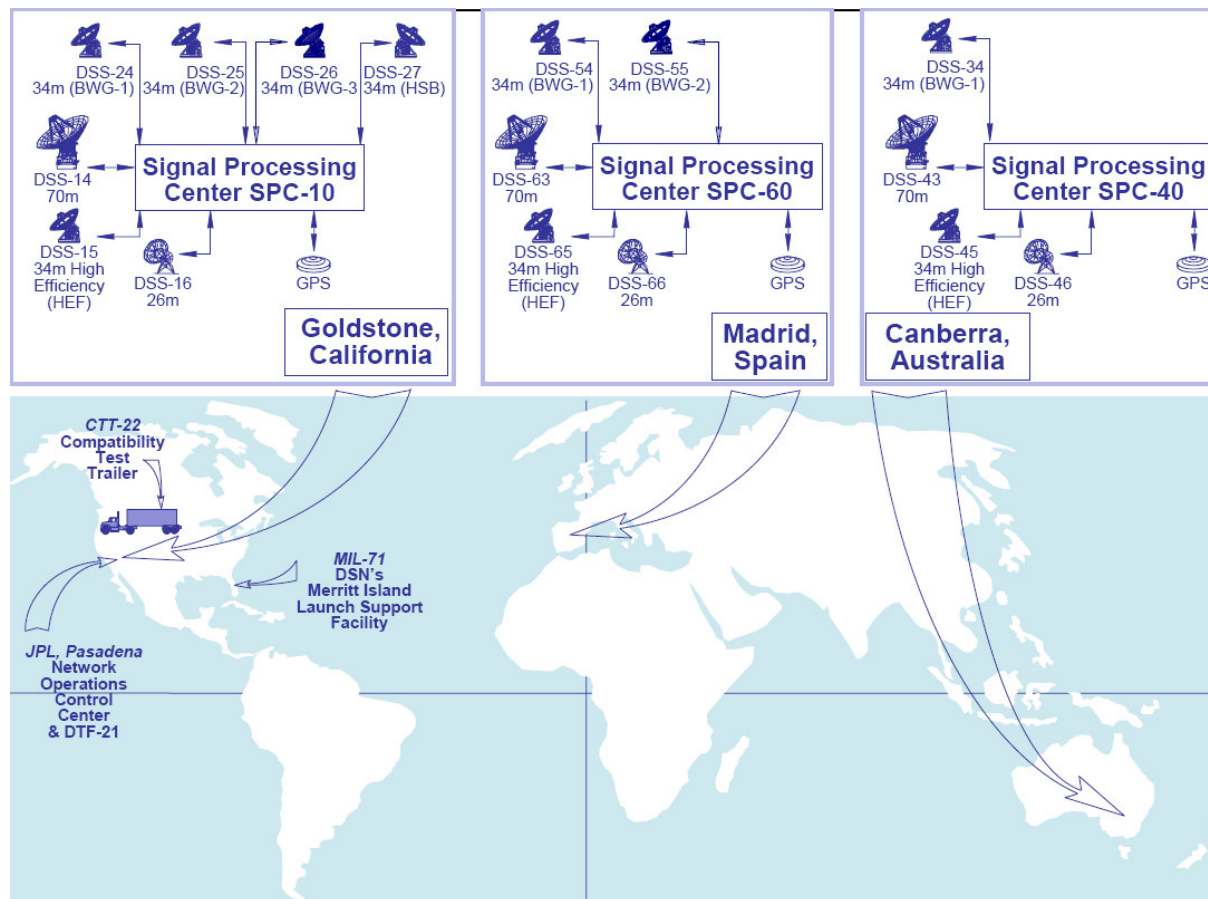 DSS-24
34m (BWG-1)
DSS-25
34m (BWG-2)
DSS-26
34m (BWG-3
DSS-27
34m (HSB)
DSS-14
70m
Signal Processing
Center SPC-10
DSS-15
34m High
Efficiency
(HEF)
DSS-16
26m
GPS
Goldstone,
California
DSS-54
34m (BWG-1)
DSS-55
34m (BWG-2)
DSS-63
70m
Signal Processing
Center SPC-60
DSS-65
34m High
Efficiency
(HEF)
DSS-66
26m
GPS
Madrid,
Spain
DSS-34
34m (BWG-1)
DSS-43
70m
Signal Processing
Center SPC-40
DSS-45
34m High
Efficiency
(HEF)
DSS-46
26m
GPS
Canberra,
Australia
CTT-22
Compatibility
Test
Trailer
MIL-71
DSN's
Merritt Island
Launch Support
Facility
JPL, Pasadena
Network
Operations
Control
Center
& DTF-21